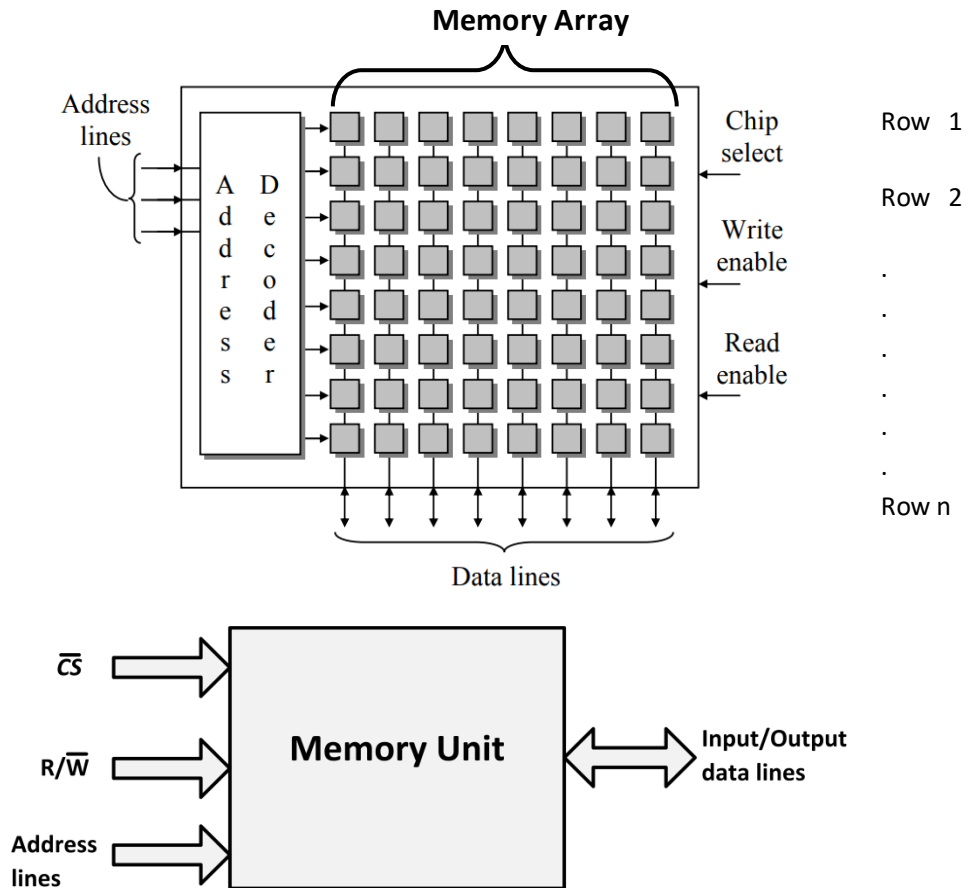 Memory Array
Address
lines
A
d
d
r
e
s
s
D
e
c
o
d
e
r
Chip
select
Write
enable
Read
enable
Row 1
Row 2
.
.
.
.
.
.
Row n
Data lines
C̅S̅
R/W̅
Address
lines
Memory Unit
Input/Output
data lines